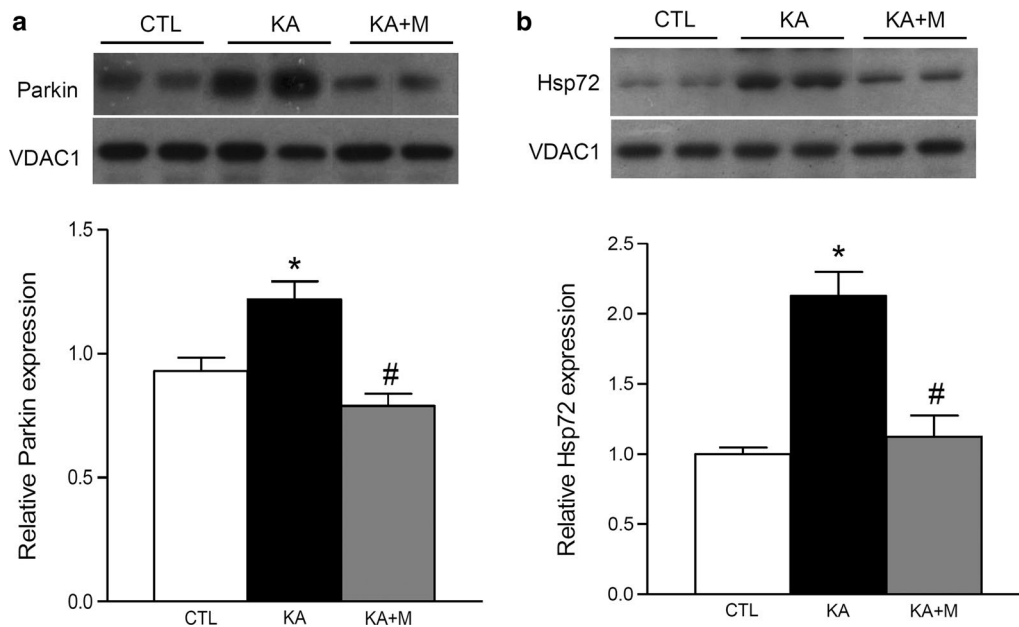 a
CTL KA KA+M
Parkin
VDAC1
Relative Parkin expression
1.5
1.0
0.5
0.0
*
#
CTL KA KA+M
b
CTL KA KA+M
Hsp72
VDAC1
Relative Hsp72 expression
2.5
2.0
1.5
1.0
0.5
0.0
*
#
CTL KA KA+M